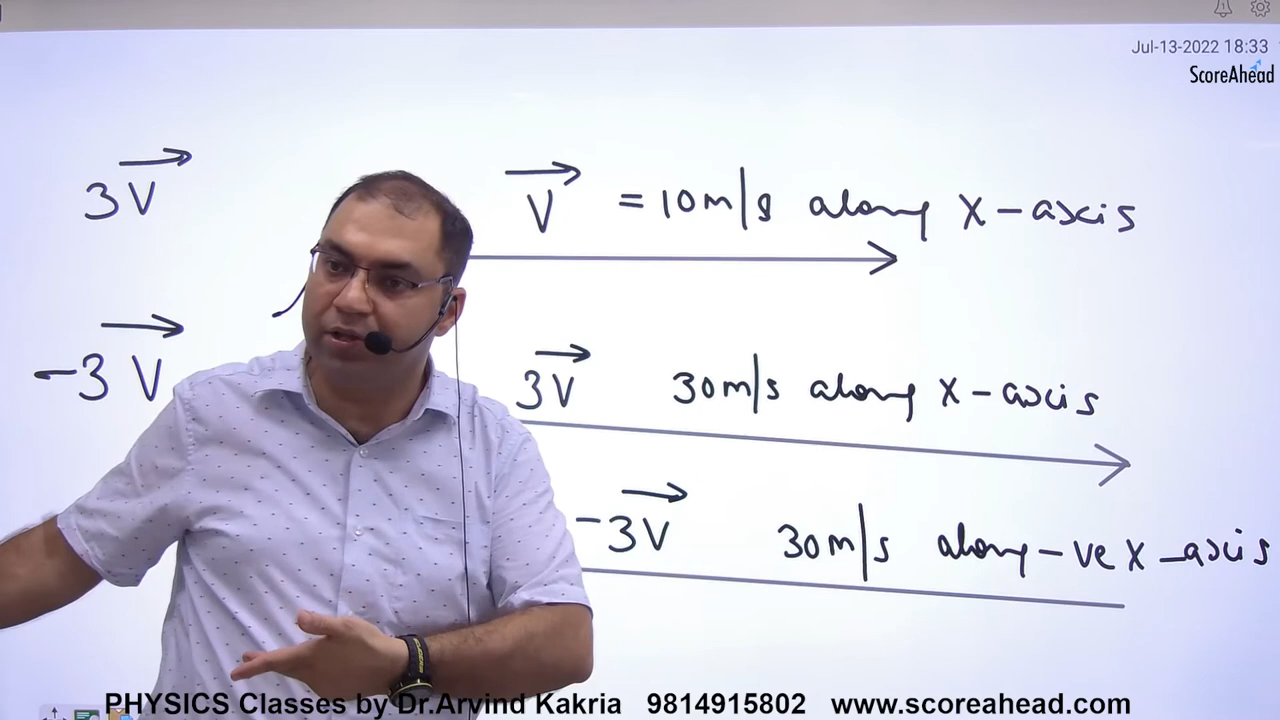 Jul-13-2022 18:33
ScoreAhead
3V
V = 10m/s along X-axis
-3V
3V 30m/s along X-axis
-3V 30m/s along -ve X-axis
PHYSICS Classes by Dr.Arvind Kakria 9814915802 www.scoreahead.com